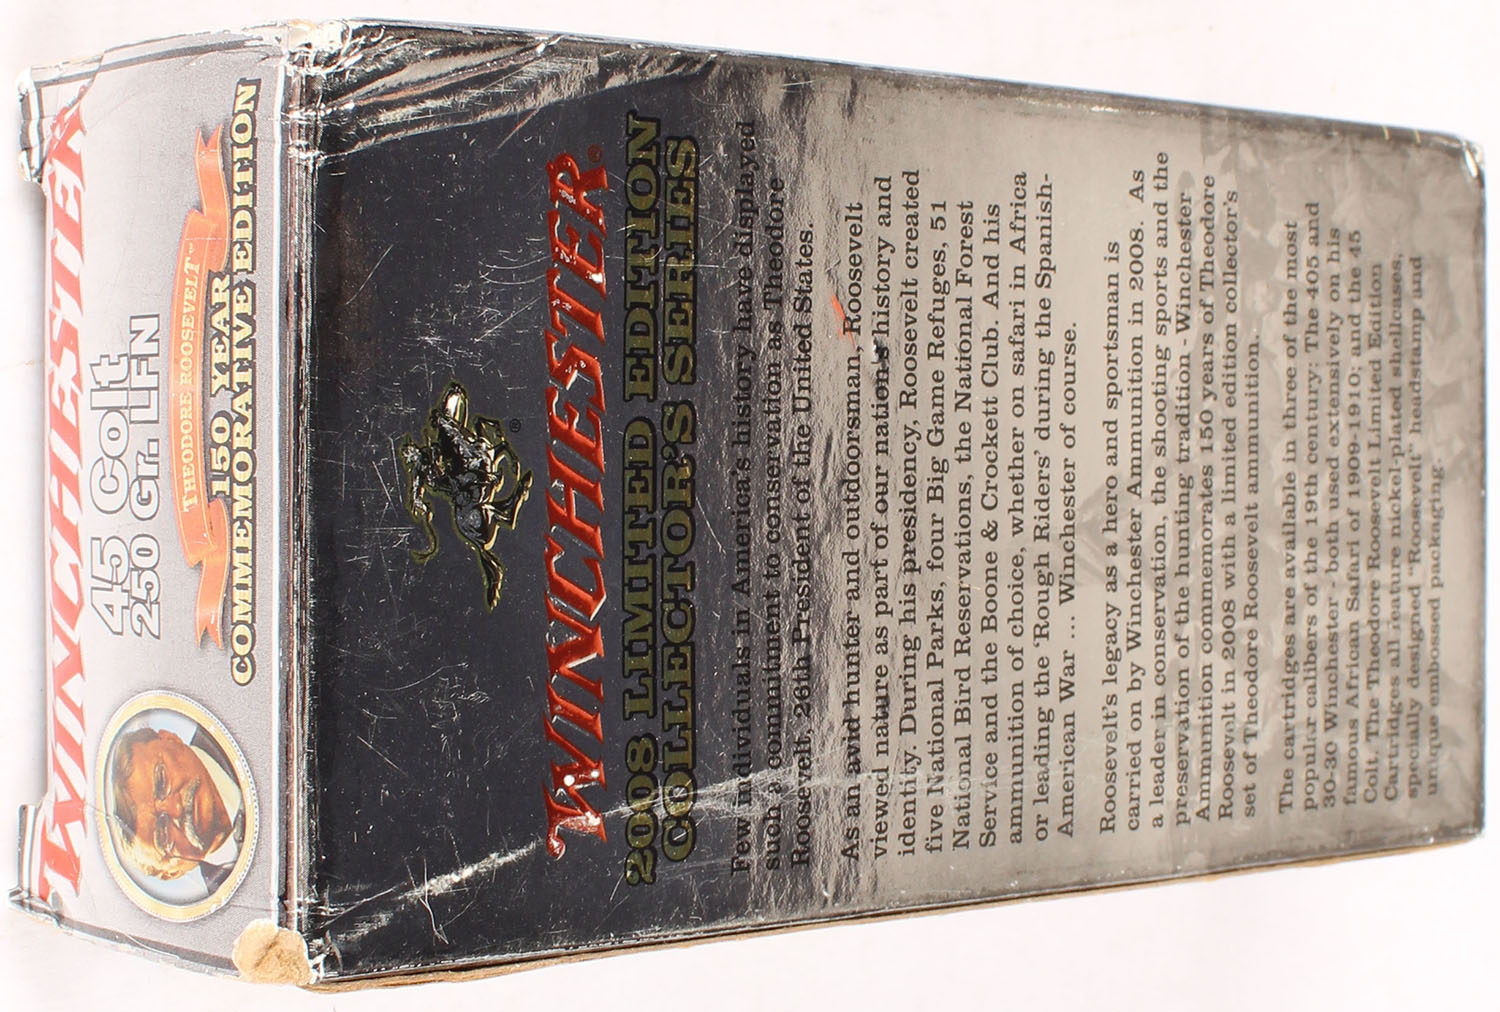 WINCHESTER
45 Colt
250 Gr. LFN
THEODORE ROOSEVELT™
150 YEAR
COMMEMORATIVE EDITION
®
WINCHESTER®
2008 LIMITED EDITION
COLLECTOR'S SERIES
Few individuals in America's history have displayed
such a commitment to conservation as Theodore
Roosevelt, 26th President of the United States.
As an avid hunter and outdoorsman, Roosevelt
viewed nature as part of our nation's history and
identity. During his presidency, Roosevelt created
five National Parks, four Big Game Refuges, 51
National Bird Reservations, the National Forest
Service and the Boone & Crockett Club. And his
ammunition of choice, whether on safari in Africa
or leading the 'Rough Riders' during the Spanish-
American War ... Winchester of course.
Roosevelt's legacy as a hero and sportsman is
carried on by Winchester Ammunition in 2008. As
a leader in conservation, the shooting sports and the
preservation of the hunting tradition - Winchester
Ammunition commemorates 150 years of Theodore
Roosevelt in 2008 with a limited edition collector's
set of Theodore Roosevelt ammunition.
The cartridges are available in three of the most
popular calibers of the 19th century: The 405 and
30-30 Winchester - both used extensively on his
famous African Safari of 1909-1910; and the 45
Colt. The Theodore Roosevelt Limited Edition
Cartridges all feature nickel-plated shellcases,
specially designed "Roosevelt" headstamp and
unique embossed packaging.